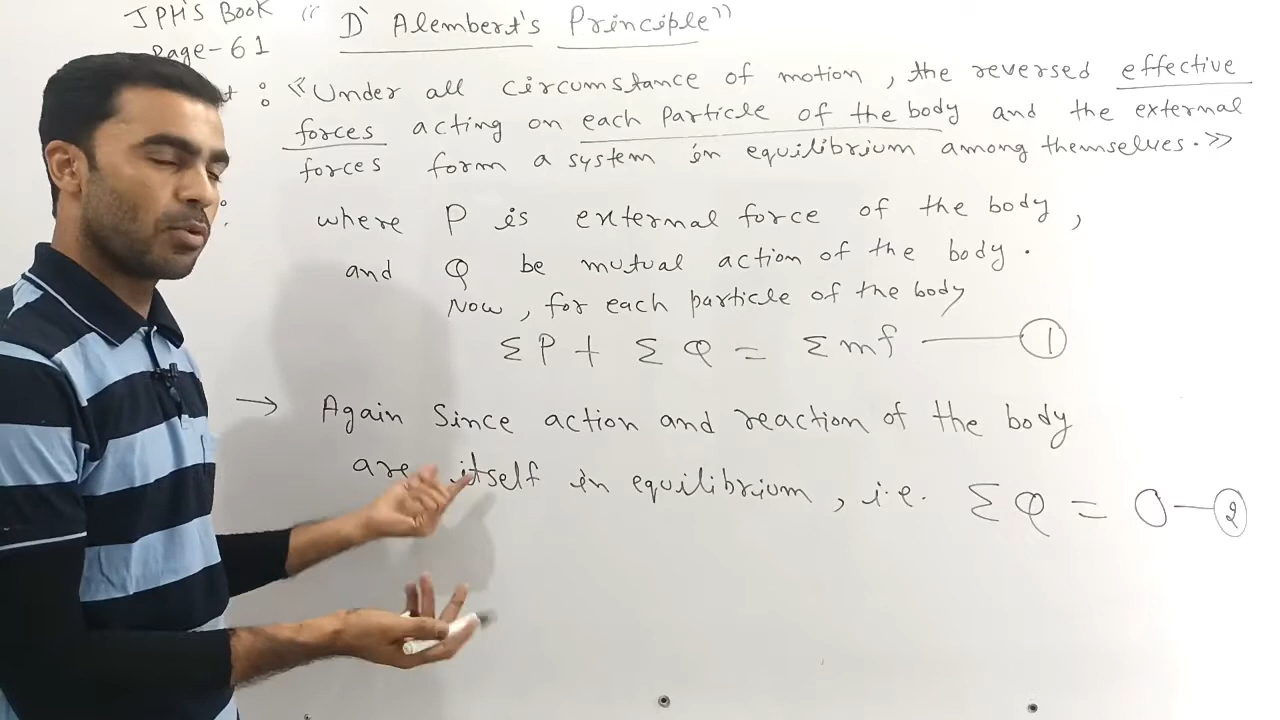 JPH'S Book "D' Alembert's Principle"
Page-61
: «Under all circumstance of motion, the reversed effective
forces acting on each Particle of the body and the external
forces form a system in equilibrium among themselves.»
: where P is external force of the body,
and Q be mutual action of the body.
Now, for each particle of the body
ΣP + ΣQ = Σmf — ①
→ Again Since action and reaction of the body
are itself in equilibrium, i.e. ΣQ = 0 — ②